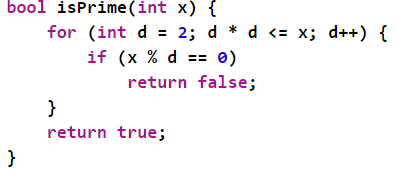 bool isPrime(int x) {
    for (int d = 2; d * d <= x; d++) {
        if (x % d == 0)
            return false;
    }
    return true;
}